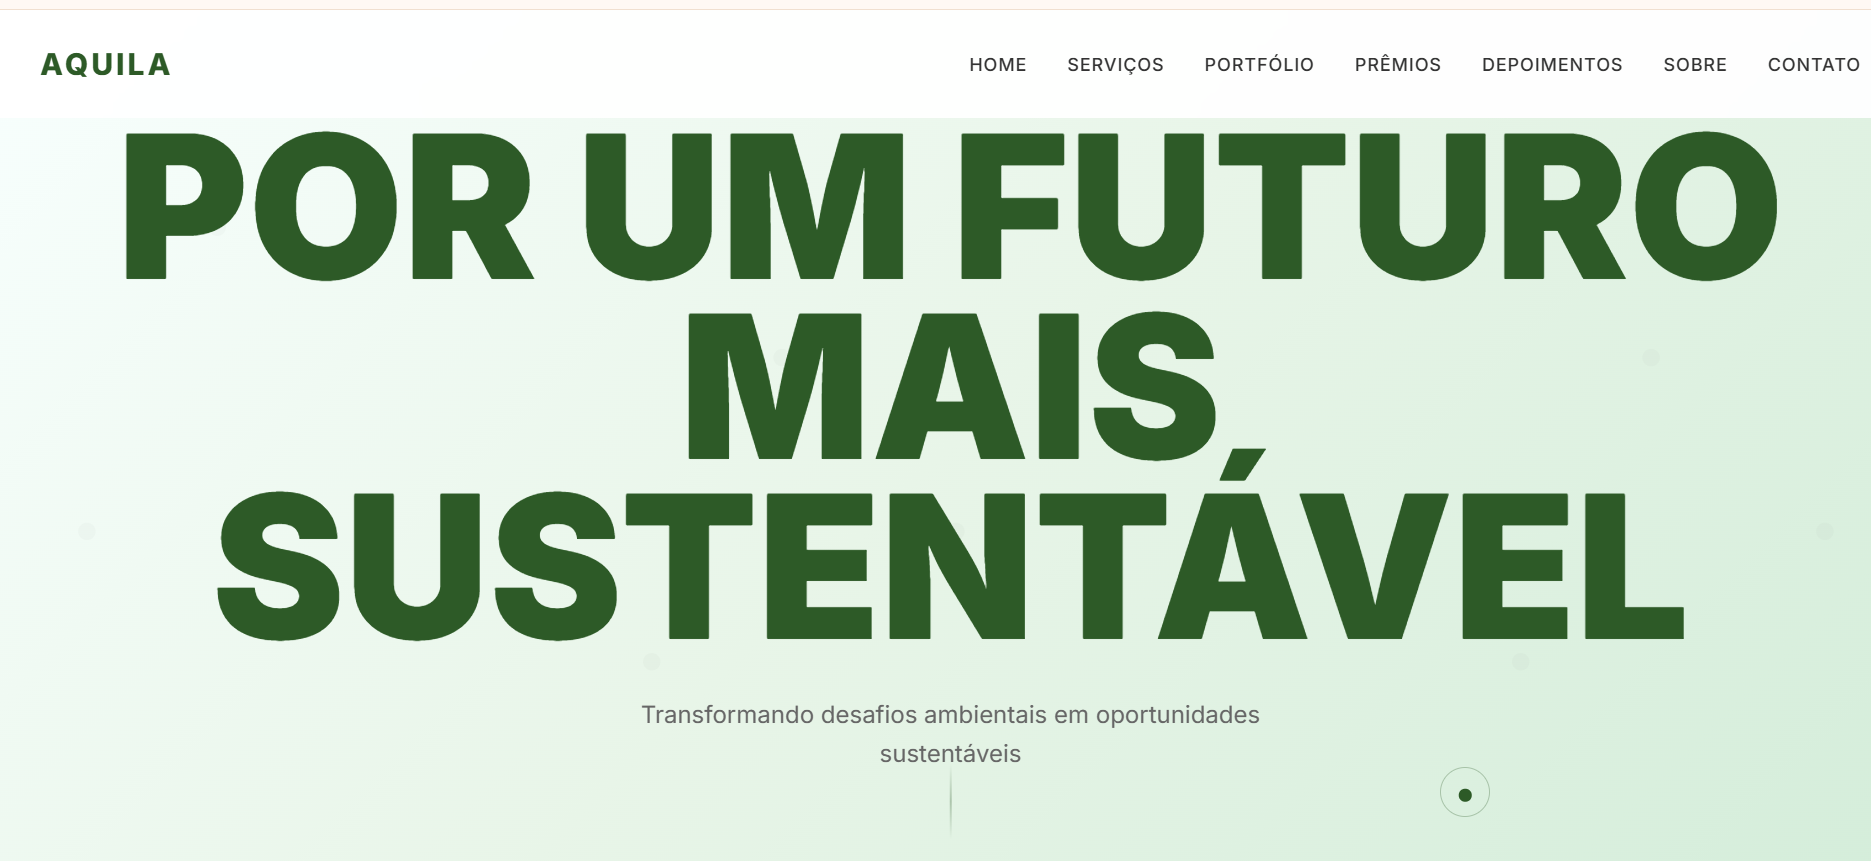 AQUILA
HOME SERVIÇOS PORTFÓLIO PRÊMIOS DEPOIMENTOS SOBRE CONTATO
POR UM FUTURO
MAIS
SUSTENTÁVEL
Transformando desafios ambientais em oportunidades
sustentáveis